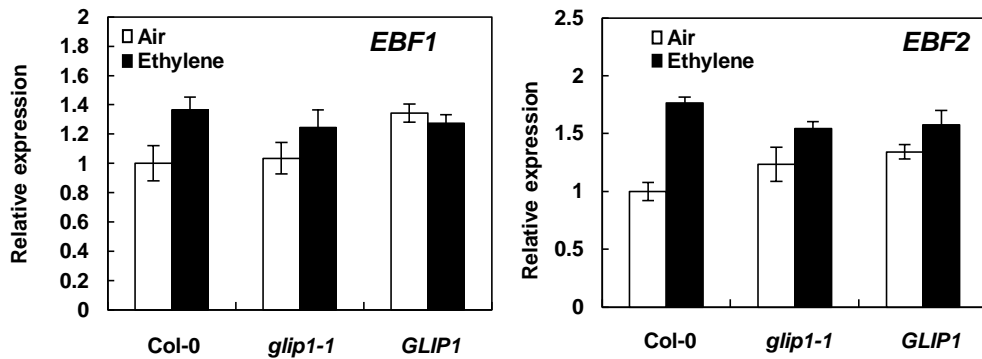 Relative expression
2
1.8
1.6
1.4
1.2
1
0.8
0.6
0.4
0.2
0
Air
Ethylene
EBF1
Col-0 glip1-1 GLIP1
Relative expression
2.5
2
1.5
1
0.5
0
Air
Ethylene
EBF2
Col-0 glip1-1 GLIP1